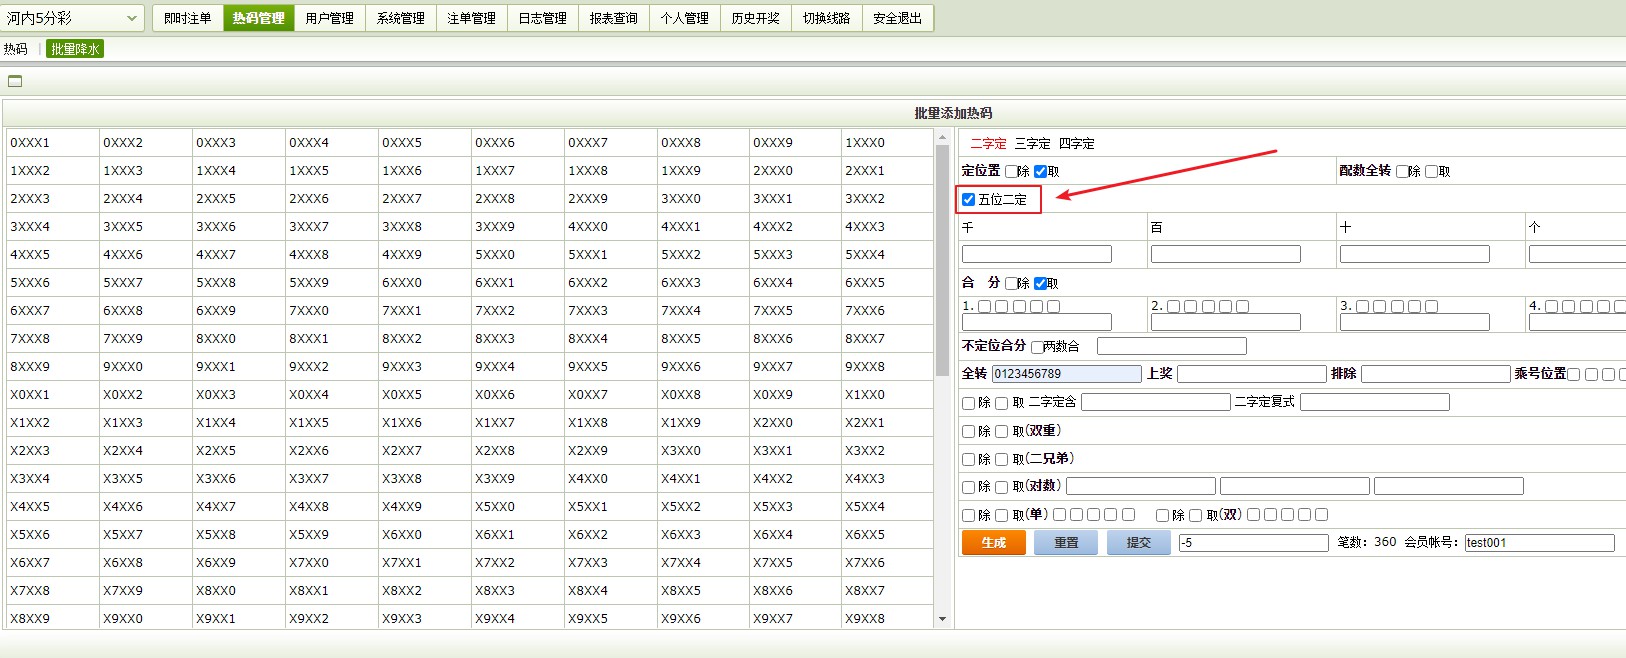 河内5分彩 即时注单 热码管理 用户管理 系统管理 注单管理 日志管理 报表查询 个人管理 历史开奖 切换线路 安全退出
热码 | 批量降水
批量添加热码
0XXX1 0XXX2 0XXX3 0XXX4 0XXX5 0XXX6 0XXX7 0XXX8 0XXX9 1XXX0
1XXX2 1XXX3 1XXX4 1XXX5 1XXX6 1XXX7 1XXX8 1XXX9 2XXX0 2XXX1
2XXX3 2XXX4 2XXX5 2XXX6 2XXX7 2XXX8 2XXX9 3XXX0 3XXX1 3XXX2
3XXX4 3XXX5 3XXX6 3XXX7 3XXX8 3XXX9 4XXX0 4XXX1 4XXX2 4XXX3
4XXX5 4XXX6 4XXX7 4XXX8 4XXX9 5XXX0 5XXX1 5XXX2 5XXX3 5XXX4
5XXX6 5XXX7 5XXX8 5XXX9 6XXX0 6XXX1 6XXX2 6XXX3 6XXX4 6XXX5
6XXX7 6XXX8 6XXX9 7XXX0 7XXX1 7XXX2 7XXX3 7XXX4 7XXX5 7XXX6
7XXX8 7XXX9 8XXX0 8XXX1 8XXX2 8XXX3 8XXX4 8XXX5 8XXX6 8XXX7
8XXX9 9XXX0 9XXX1 9XXX2 9XXX3 9XXX4 9XXX5 9XXX6 9XXX7 9XXX8
X0XX1 X0XX2 X0XX3 X0XX4 X0XX5 X0XX6 X0XX7 X0XX8 X0XX9 X1XX0
X1XX2 X1XX3 X1XX4 X1XX5 X1XX6 X1XX7 X1XX8 X1XX9 X2XX0 X2XX1
X2XX3 X2XX4 X2XX5 X2XX6 X2XX7 X2XX8 X2XX9 X3XX0 X3XX1 X3XX2
X3XX4 X3XX5 X3XX6 X3XX7 X3XX8 X3XX9 X4XX0 X4XX1 X4XX2 X4XX3
X4XX5 X4XX6 X4XX7 X4XX8 X4XX9 X5XX0 X5XX1 X5XX2 X5XX3 X5XX4
X5XX6 X5XX7 X5XX8 X5XX9 X6XX0 X6XX1 X6XX2 X6XX3 X6XX4 X6XX5
X6XX7 X6XX8 X6XX9 X7XX0 X7XX1 X7XX2 X7XX3 X7XX4 X7XX5 X7XX6
X7XX8 X7XX9 X8XX0 X8XX1 X8XX2 X8XX3 X8XX4 X8XX5 X8XX6 X8XX7
X8XX9 X9XX0 X9XX1 X9XX2 X9XX3 X9XX4 X9XX5 X9XX6 X9XX7 X9XX8
二字定 三字定 四字定
定位置 除 取 配数全转 除 取
五位二定
千 百 十 个
合 分 除 取
1. 2. 3. 4.
不定位合分 两数合
全转 0123456789 上奖 排除 乘号位置
除 取 二字定含 二字定复式
除 取(双重)
除 取(二兄弟)
除 取(对数)
除 取(单) 除 取(双)
生成 重置 提交 -5 笔数：360 会员帐号：test001